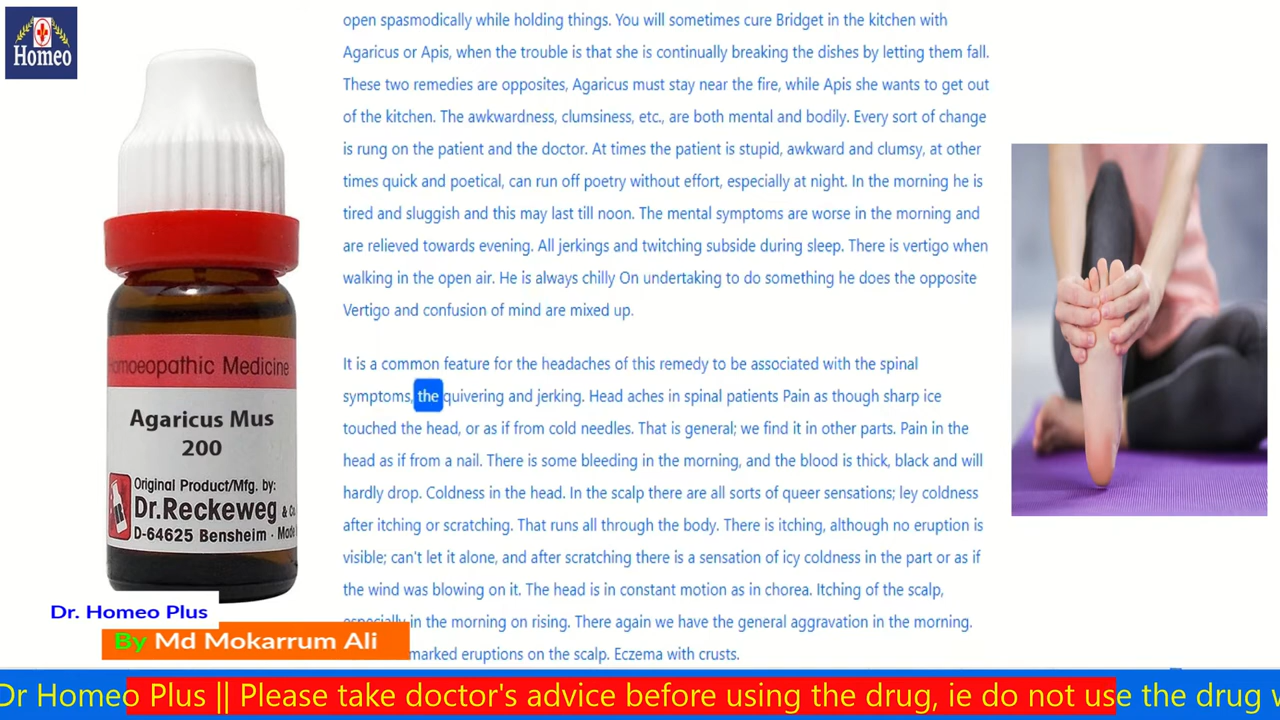 Homeo
open spasmodically while holding things. You will sometimes cure Bridget in the kitchen with
Agaricus or Apis, when the trouble is that she is continually breaking the dishes by letting them fall.
These two remedies are opposites, Agaricus must stay near the fire, while Apis she wants to get out
of the kitchen. The awkwardness, clumsiness, etc., are both mental and bodily. Every sort of change
is rung on the patient and the doctor. At times the patient is stupid, awkward and clumsy, at other
times quick and poetical, can run off poetry without effort, especially at night. In the morning he is
tired and sluggish and this may last till noon. The mental symptoms are worse in the morning and
are relieved towards evening. All jerkings and twitching subside during sleep. There is vertigo when
walking in the open air. He is always chilly On undertaking to do something he does the opposite
Vertigo and confusion of mind are mixed up.
It is a common feature for the headaches of this remedy to be associated with the spinal
symptoms, the quivering and jerking. Head aches in spinal patients Pain as though sharp ice
touched the head, or as if from cold needles. That is general; we find it in other parts. Pain in the
head as if from a nail. There is some bleeding in the morning, and the blood is thick, black and will
hardly drop. Coldness in the head. In the scalp there are all sorts of queer sensations; ley coldness
after itching or scratching. That runs all through the body. There is itching, although no eruption is
visible; can't let it alone, and after scratching there is a sensation of icy coldness in the part or as if
the wind was blowing on it. The head is in constant motion as in chorea. Itching of the scalp,
especially in the morning on rising. There again we have the general aggravation in the morning.
marked eruptions on the scalp. Eczema with crusts.
Homoeopathic Medicine
Agaricus Mus
200
Original Product/Mfg. by:
Dr.Reckeweg & Co.
D-64625 Bensheim - Made
Dr. Homeo Plus
By Md Mokarrum Ali
Dr Homeo Plus || Please take doctor's advice before using the drug, ie do not use the drug w